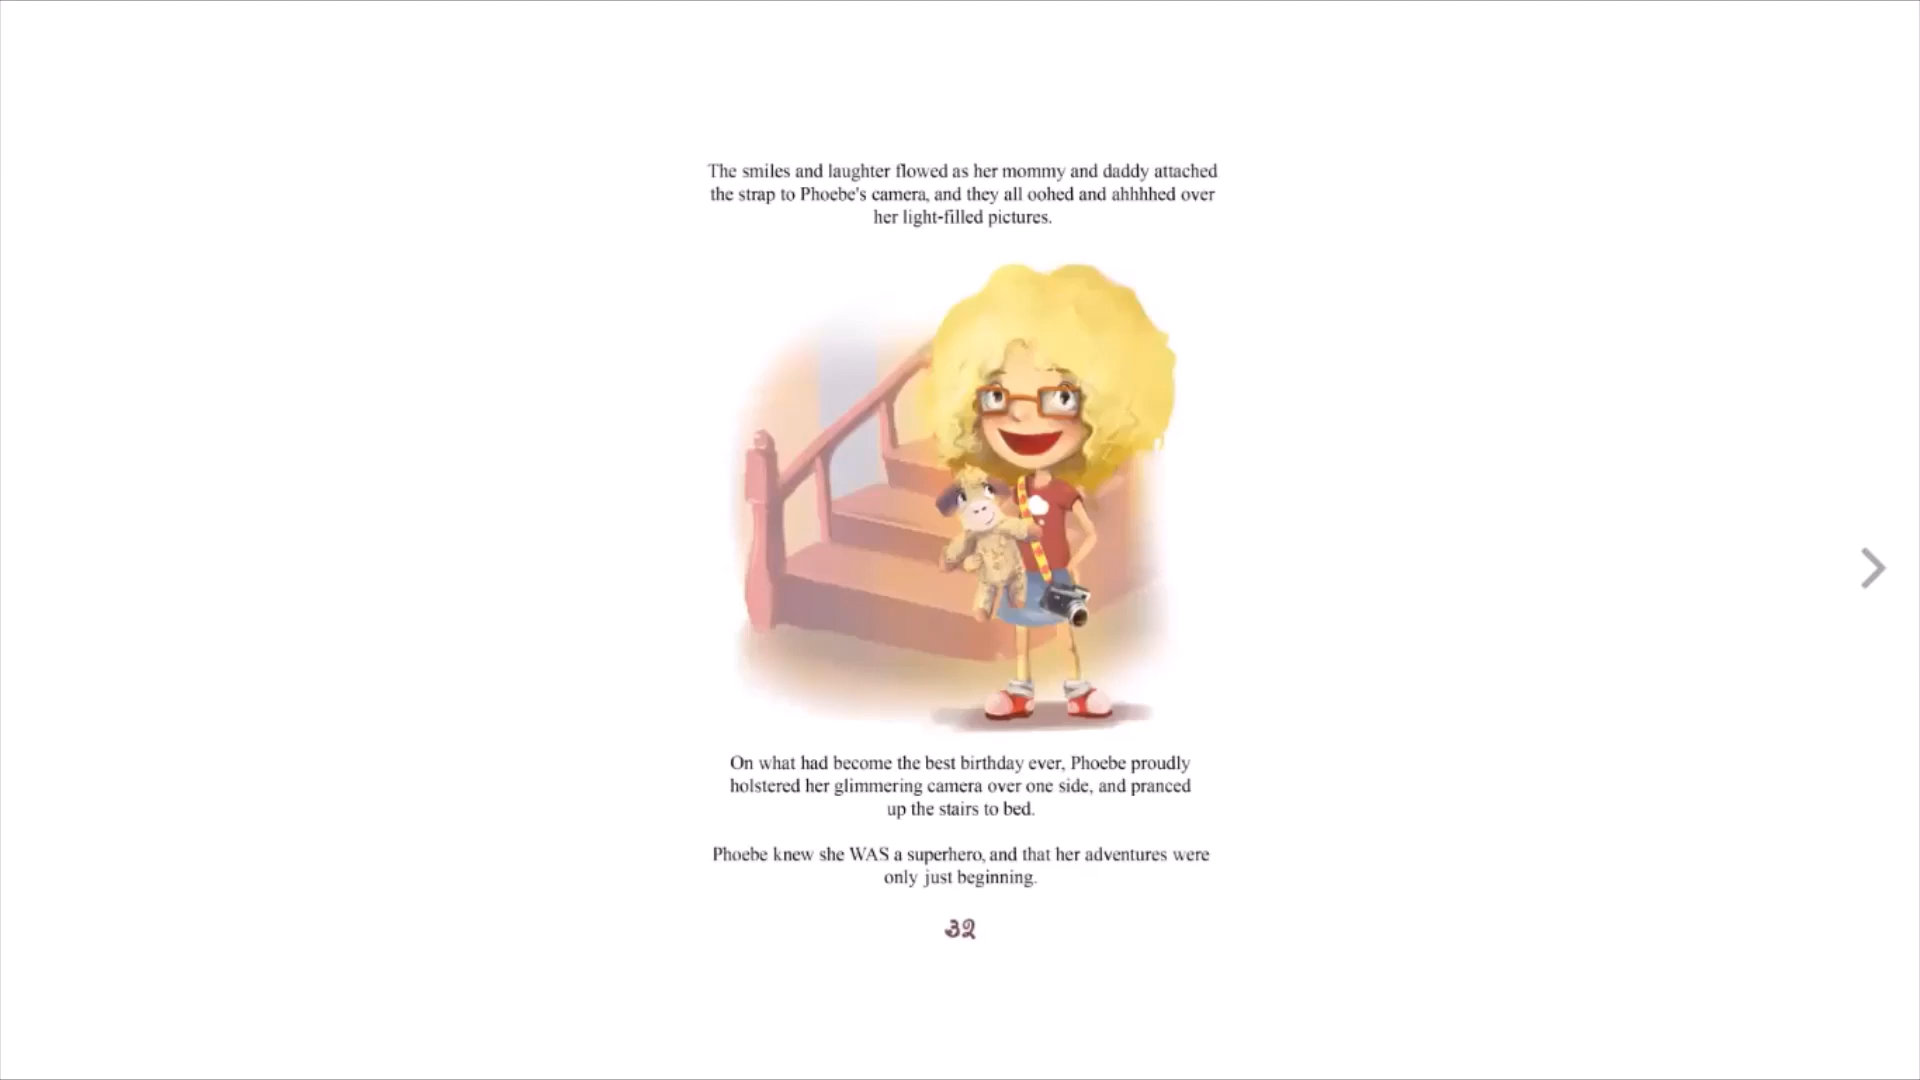 The smiles and laughter flowed as her mommy and daddy attached
the strap to Phoebe's camera, and they all oohed and ahhhhed over
her light-filled pictures.
On what had become the best birthday ever, Phoebe proudly
holstered her glimmering camera over one side, and pranced
up the stairs to bed.
Phoebe knew she WAS a superhero, and that her adventures were
only just beginning.
32